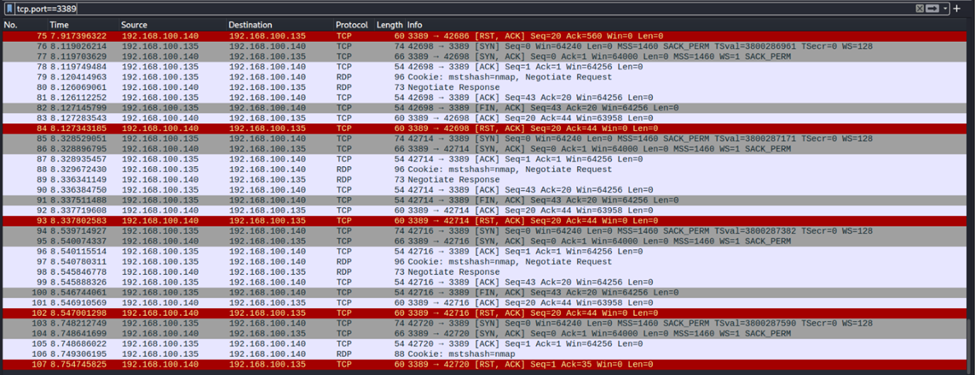 tcp.port==3389
No. Time Source Destination Protocol Length Info
75 7.917396322 192.168.100.140 192.168.100.135 TCP 60 3389 → 42686 [RST, ACK] Seq=20 Ack=560 Win=0 Len=0
76 8.119026214 192.168.100.135 192.168.100.140 TCP 74 42698 → 3389 [SYN] Seq=0 Win=64240 Len=0 MSS=1460 SACK_PERM TSval=3800286961 TSecr=0 WS=128
77 8.119703629 192.168.100.140 192.168.100.135 TCP 66 3389 → 42698 [SYN, ACK] Seq=0 Ack=1 Win=64000 Len=0 MSS=1460 WS=1 SACK_PERM
78 8.119749484 192.168.100.135 192.168.100.140 TCP 54 42698 → 3389 [ACK] Seq=1 Ack=1 Win=64256 Len=0
79 8.120414963 192.168.100.135 192.168.100.140 RDP 96 Cookie: mstshash=nmap, Negotiate Request
80 8.126069061 192.168.100.140 192.168.100.135 RDP 73 Negotiate Response
81 8.126112252 192.168.100.135 192.168.100.140 TCP 54 42698 → 3389 [ACK] Seq=43 Ack=20 Win=64256 Len=0
82 8.127145799 192.168.100.135 192.168.100.140 TCP 54 42698 → 3389 [FIN, ACK] Seq=43 Ack=20 Win=64256 Len=0
83 8.127283543 192.168.100.140 192.168.100.135 TCP 60 3389 → 42698 [ACK] Seq=20 Ack=44 Win=63958 Len=0
84 8.127343185 192.168.100.140 192.168.100.135 TCP 60 3389 → 42698 [RST, ACK] Seq=20 Ack=44 Win=0 Len=0
85 8.328529051 192.168.100.135 192.168.100.140 TCP 74 42714 → 3389 [SYN] Seq=0 Win=64240 Len=0 MSS=1460 SACK_PERM TSval=3800287171 TSecr=0 WS=128
86 8.328896795 192.168.100.140 192.168.100.135 TCP 66 3389 → 42714 [SYN, ACK] Seq=0 Ack=1 Win=64000 Len=0 MSS=1460 WS=1 SACK_PERM
87 8.328935457 192.168.100.135 192.168.100.140 TCP 54 42714 → 3389 [ACK] Seq=1 Ack=1 Win=64256 Len=0
88 8.329672430 192.168.100.135 192.168.100.140 RDP 96 Cookie: mstshash=nmap, Negotiate Request
89 8.336341149 192.168.100.140 192.168.100.135 RDP 73 Negotiate Response
90 8.336384750 192.168.100.135 192.168.100.140 TCP 54 42714 → 3389 [ACK] Seq=43 Ack=20 Win=64256 Len=0
91 8.337511488 192.168.100.135 192.168.100.140 TCP 54 42714 → 3389 [FIN, ACK] Seq=43 Ack=20 Win=64256 Len=0
92 8.337719608 192.168.100.140 192.168.100.135 TCP 60 3389 → 42714 [ACK] Seq=20 Ack=44 Win=63958 Len=0
93 8.337802583 192.168.100.140 192.168.100.135 TCP 60 3389 → 42714 [RST, ACK] Seq=20 Ack=44 Win=0 Len=0
94 8.539714927 192.168.100.135 192.168.100.140 TCP 74 42716 → 3389 [SYN] Seq=0 Win=64240 Len=0 MSS=1460 SACK_PERM TSval=3800287382 TSecr=0 WS=128
95 8.540074337 192.168.100.140 192.168.100.135 TCP 66 3389 → 42716 [SYN, ACK] Seq=0 Ack=1 Win=64000 Len=0 MSS=1460 WS=1 SACK_PERM
96 8.540115514 192.168.100.135 192.168.100.140 TCP 54 42716 → 3389 [ACK] Seq=1 Ack=1 Win=64256 Len=0
97 8.540780311 192.168.100.135 192.168.100.140 RDP 96 Cookie: mstshash=nmap, Negotiate Request
98 8.545846778 192.168.100.140 192.168.100.135 RDP 73 Negotiate Response
99 8.545888326 192.168.100.135 192.168.100.140 TCP 54 42716 → 3389 [ACK] Seq=43 Ack=20 Win=64256 Len=0
100 8.546744061 192.168.100.135 192.168.100.140 TCP 54 42716 → 3389 [FIN, ACK] Seq=43 Ack=20 Win=64256 Len=0
101 8.546910569 192.168.100.140 192.168.100.135 TCP 60 3389 → 42716 [ACK] Seq=20 Ack=44 Win=63958 Len=0
102 8.547001298 192.168.100.140 192.168.100.135 TCP 60 3389 → 42716 [RST, ACK] Seq=20 Ack=44 Win=0 Len=0
103 8.748212749 192.168.100.135 192.168.100.140 TCP 74 42720 → 3389 [SYN] Seq=0 Win=64240 Len=0 MSS=1460 SACK_PERM TSval=3800287590 TSecr=0 WS=128
104 8.748641699 192.168.100.140 192.168.100.135 TCP 66 3389 → 42720 [SYN, ACK] Seq=0 Ack=1 Win=64000 Len=0 MSS=1460 WS=1 SACK_PERM
105 8.748686022 192.168.100.135 192.168.100.140 TCP 54 42720 → 3389 [ACK] Seq=1 Ack=1 Win=64256 Len=0
106 8.749306195 192.168.100.135 192.168.100.140 RDP 88 Cookie: mstshash=nmap
107 8.754745825 192.168.100.140 192.168.100.135 TCP 60 3389 → 42720 [RST, ACK] Seq=1 Ack=35 Win=0 Len=0